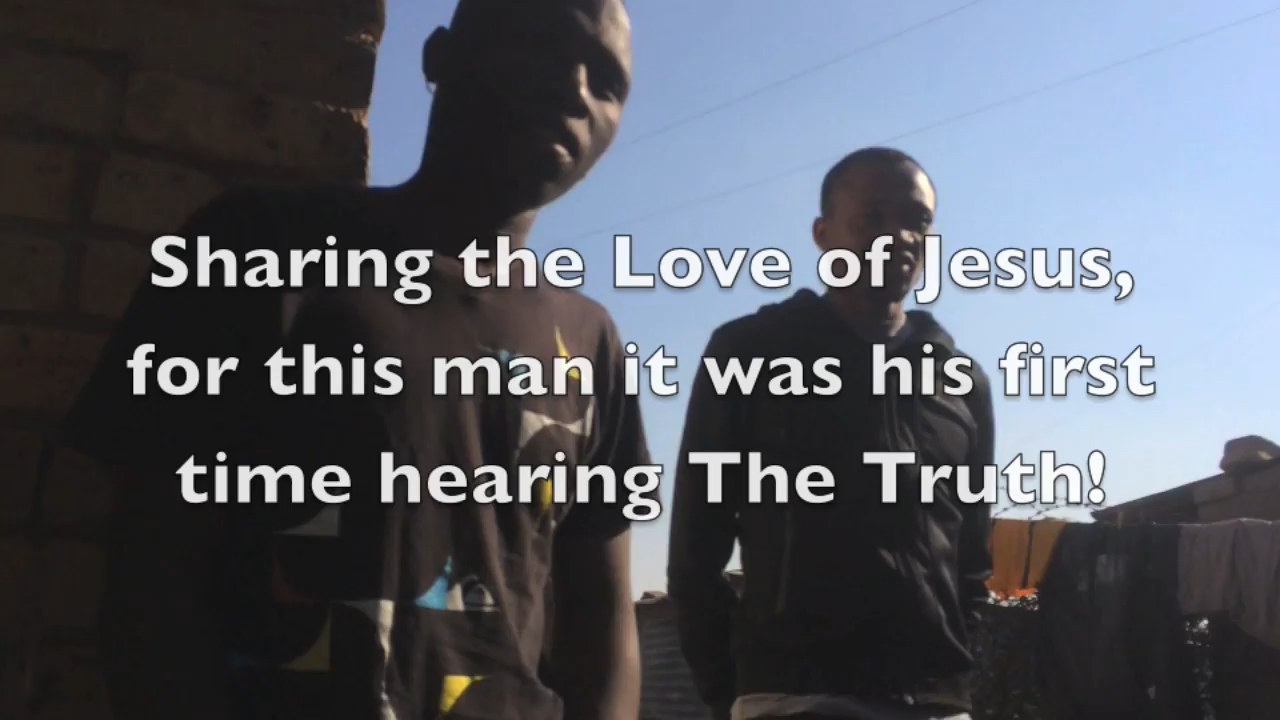 Sharing the Love of Jesus,
for this man it was his first
time hearing The Truth!